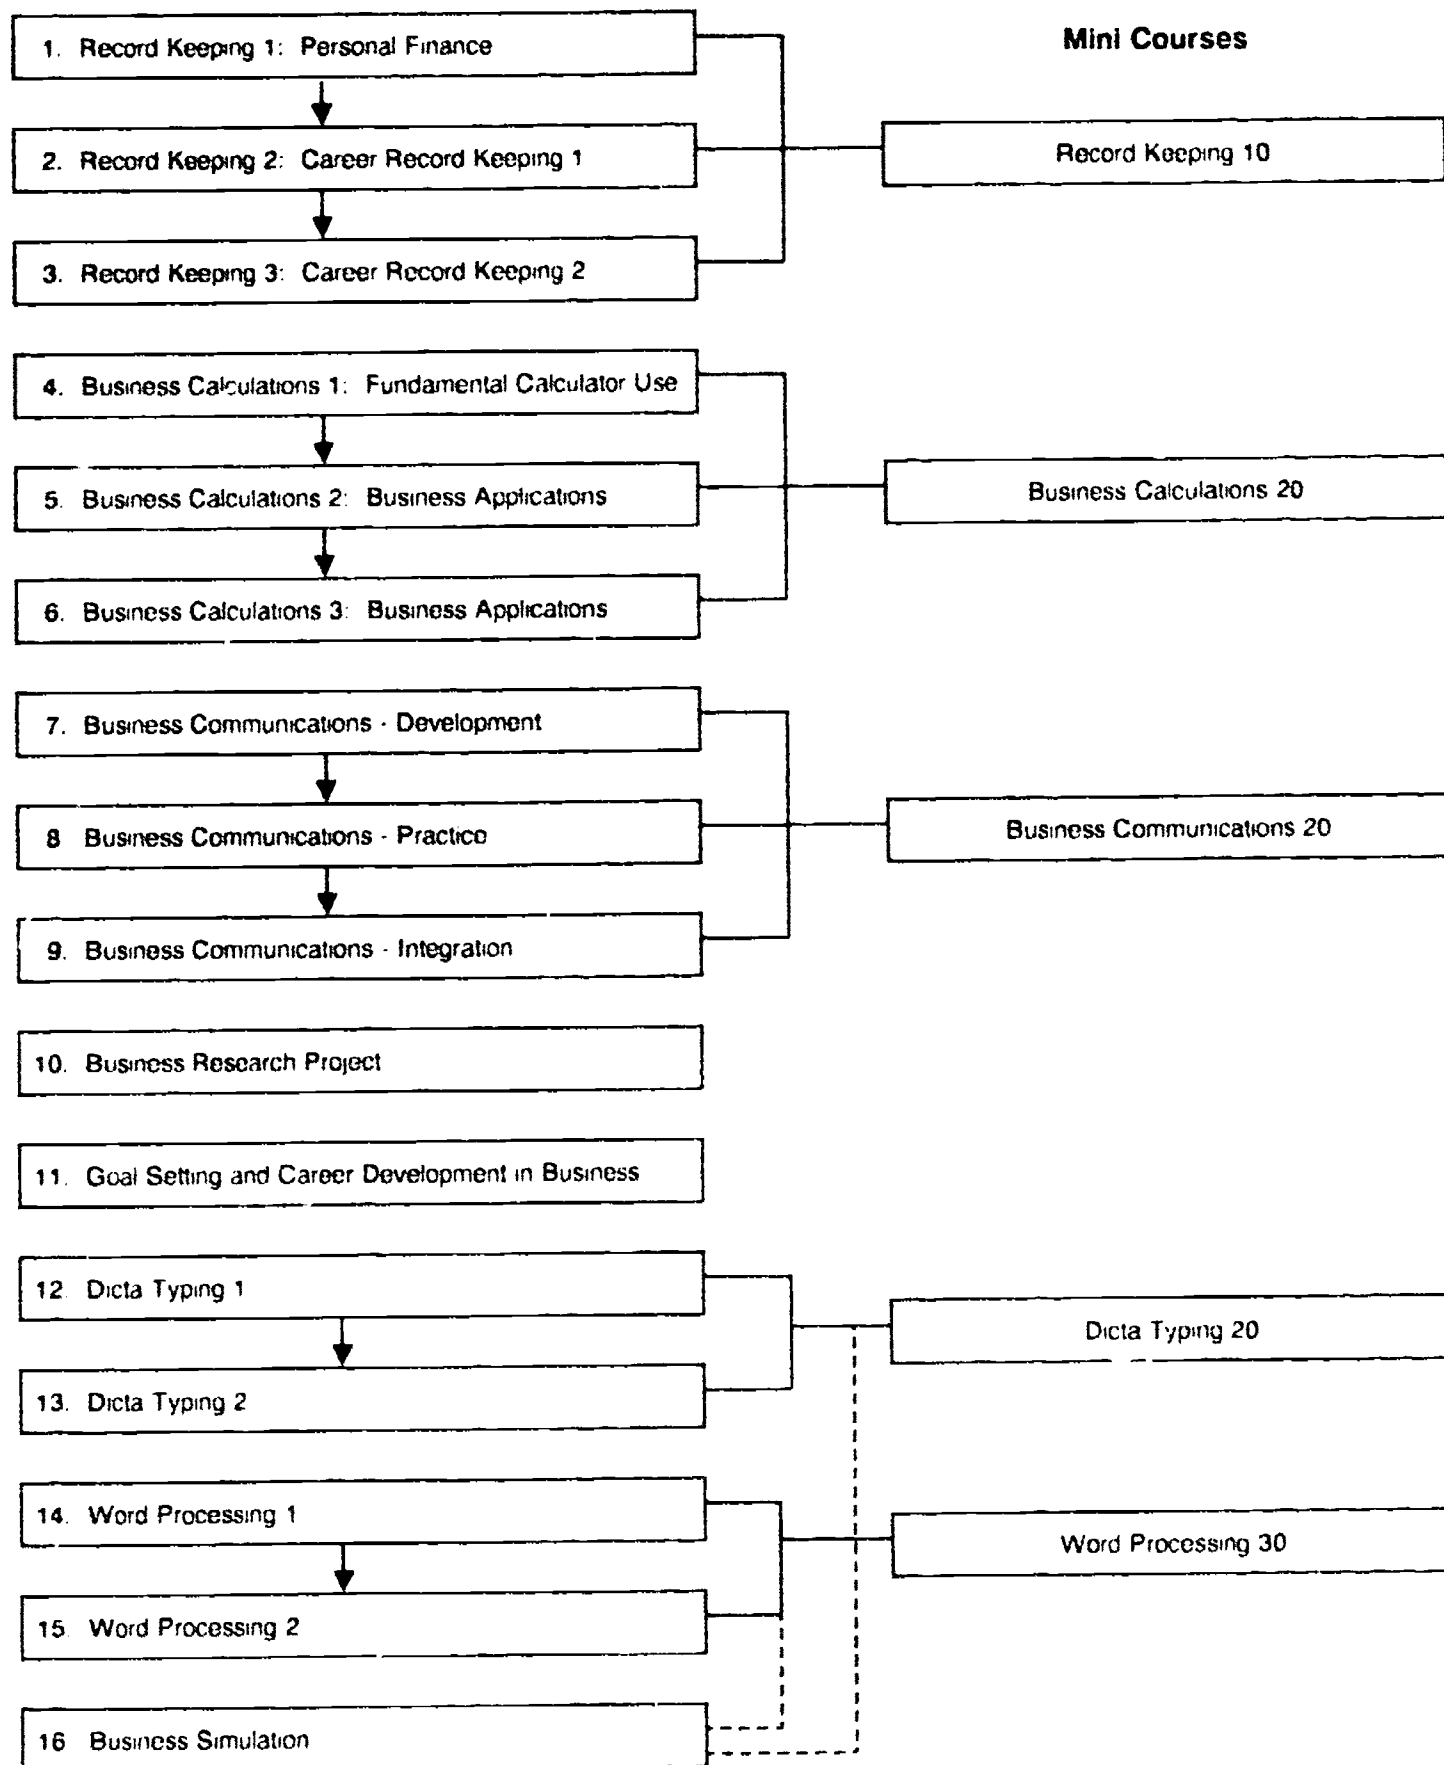 Mini Courses
1. Record Keeping 1: Personal Finance
2. Record Keeping 2: Career Record Keeping 1
Record Keeping 10
3. Record Keeping 3: Career Record Keeping 2
4. Business Calculations 1: Fundamental Calculator Use
5. Business Calculations 2: Business Applications
Business Calculations 20
6. Business Calculations 3: Business Applications
7. Business Communications - Development
8 Business Communications - Practice
Business Communications 20
9. Business Communications - Integration
10. Business Research Project
11. Goal Setting and Career Development in Business
12. Dicta Typing 1
Dicta Typing 20
13. Dicta Typing 2
14. Word Processing 1
Word Processing 30
15. Word Processing 2
16 Business Simulation